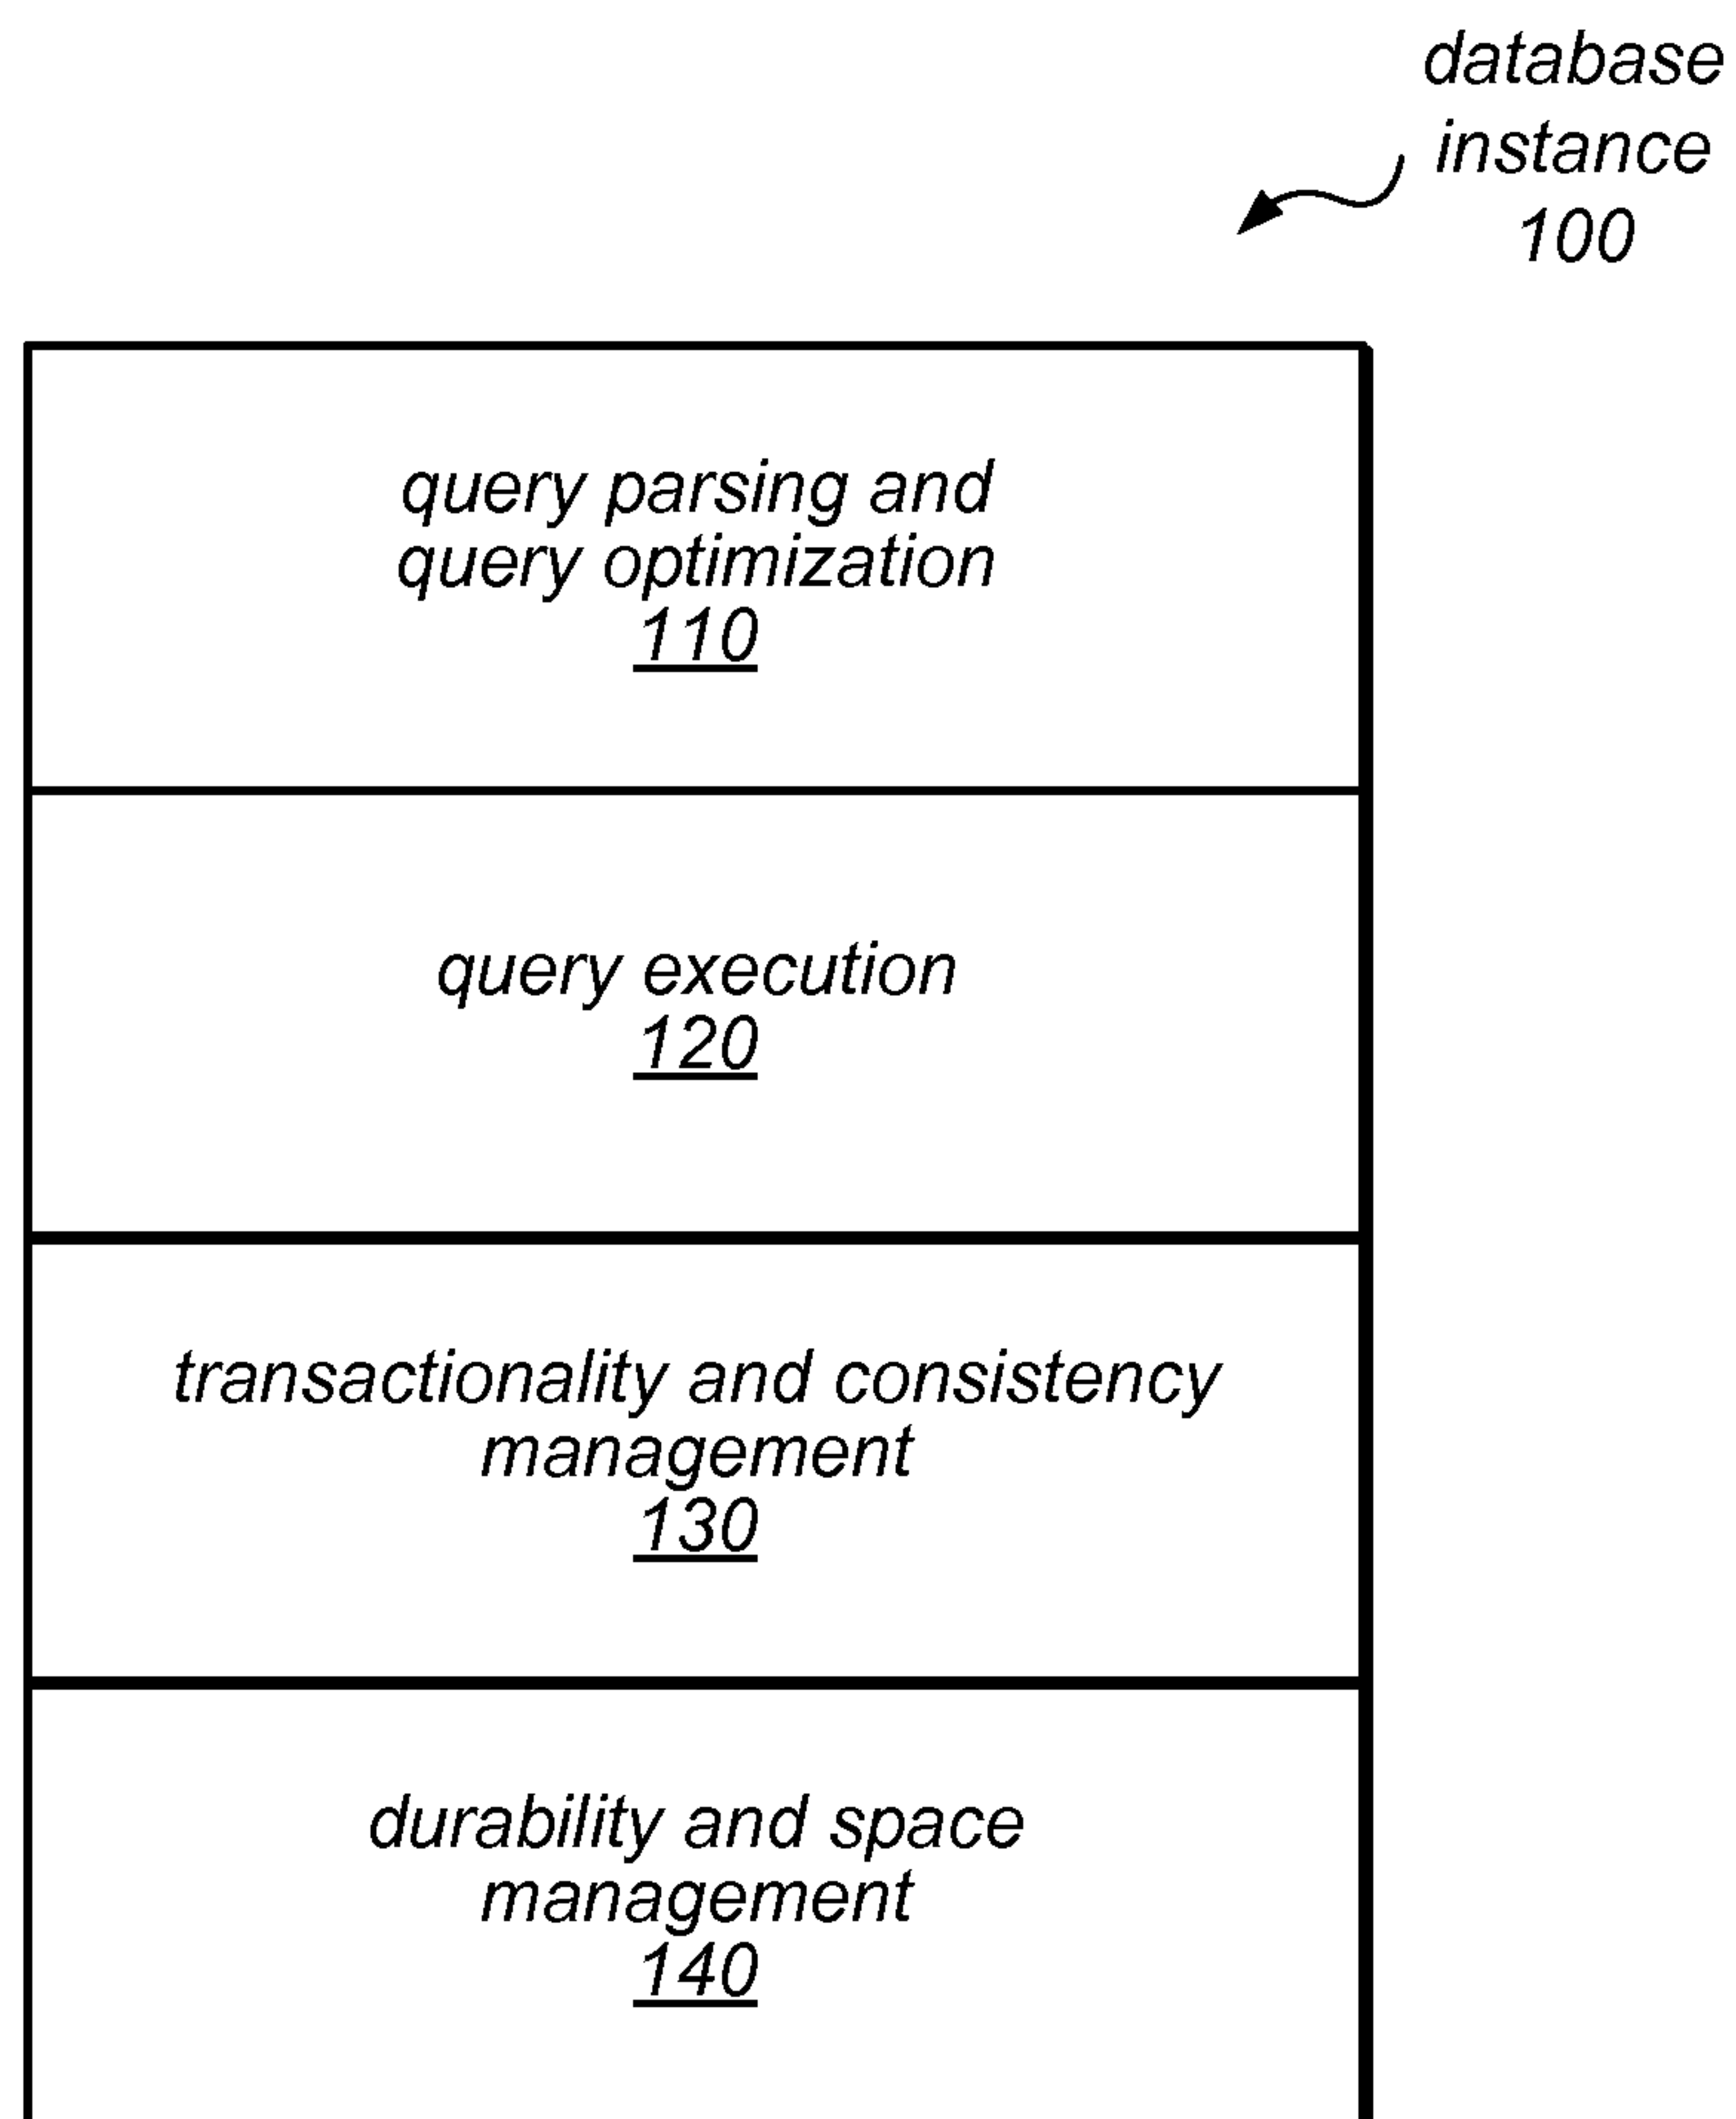 database
instance
100
query parsing and
query optimization
110
query execution
120
transactionality and consistency
management
130
durability and space
management
140